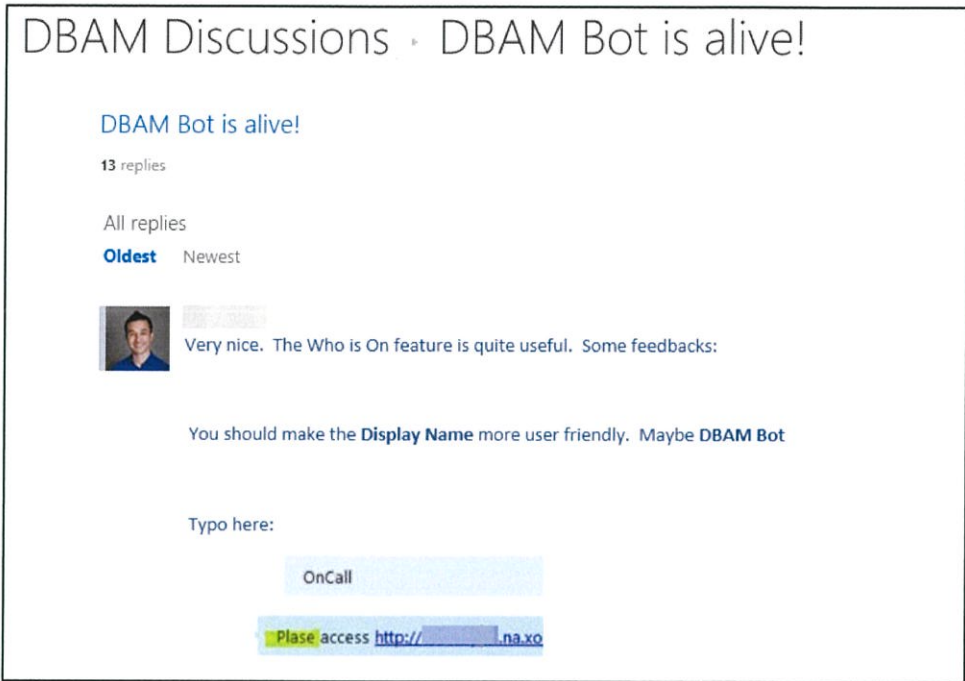 DBAM Discussions ▸ DBAM Bot is alive!
DBAM Bot is alive!
13 replies
All replies
Oldest Newest
Very nice. The Who is On feature is quite useful. Some feedbacks:
You should make the Display Name more user friendly. Maybe DBAM Bot
Typo here:
OnCall
Plase access http:// .na.xo